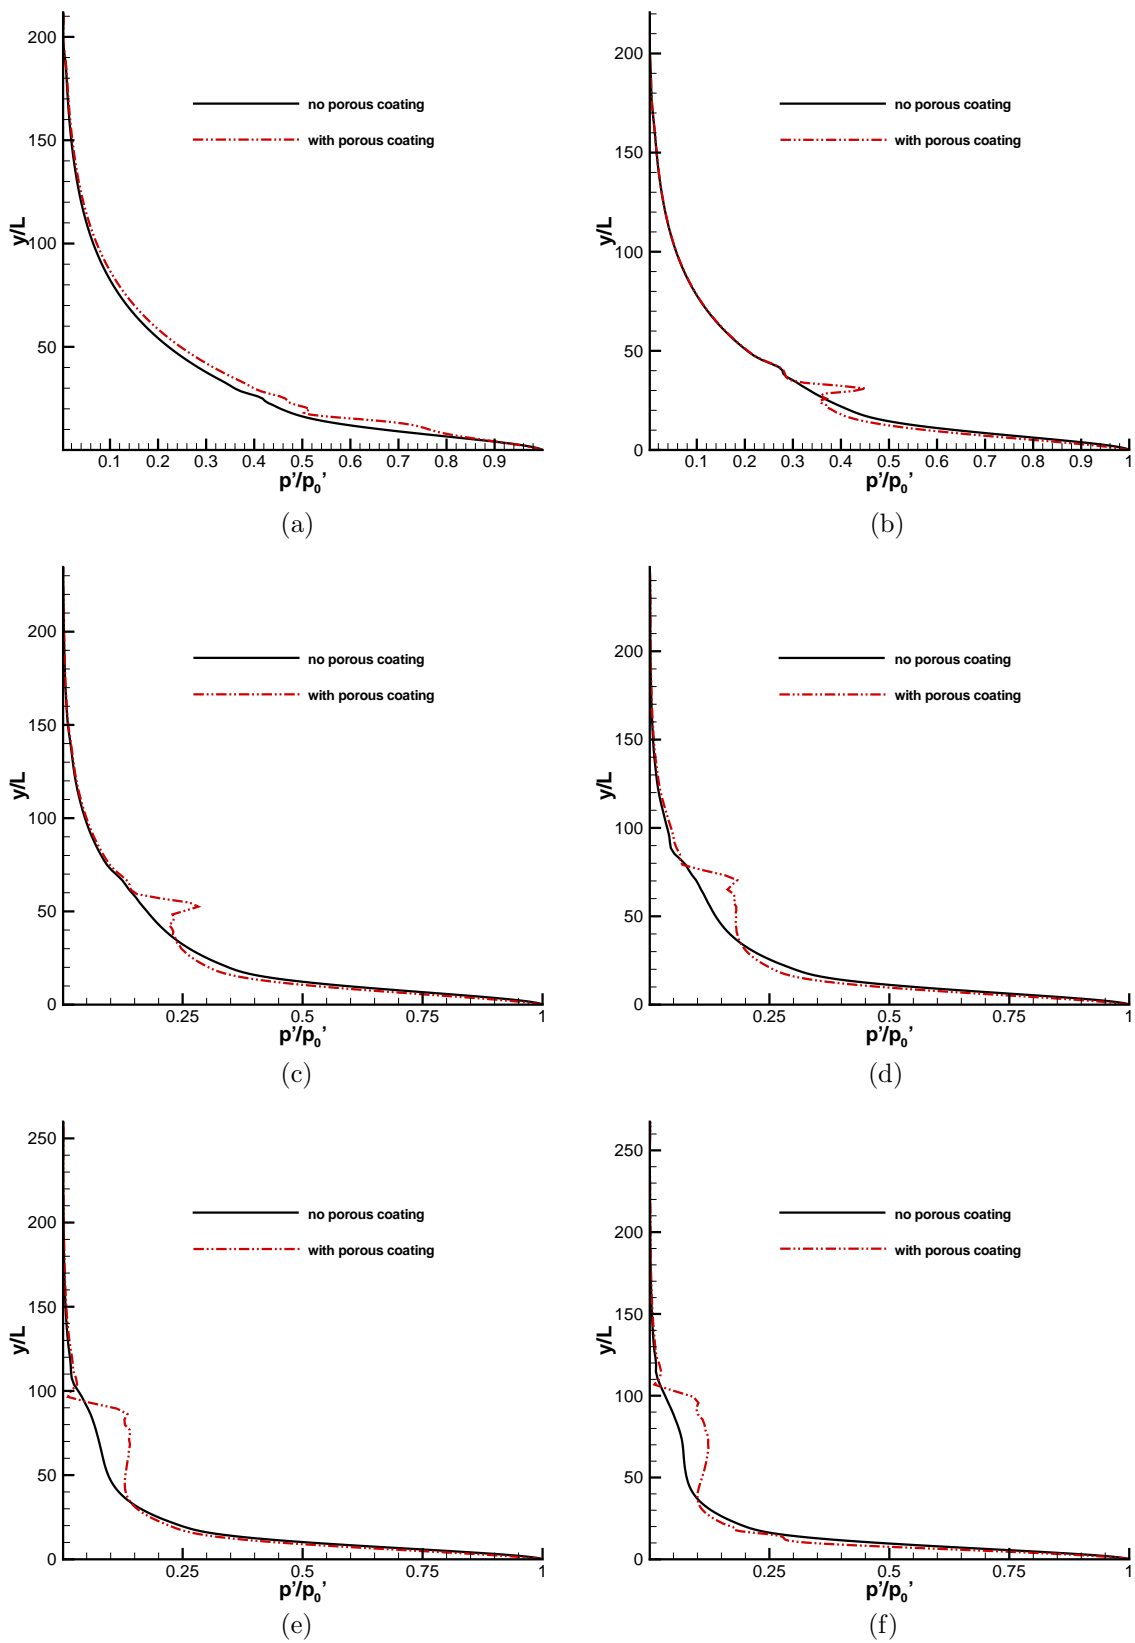 200
150
100
50
y/L
no porous coating
with porous coating
0.1 0.2 0.3 0.4 0.5 0.6 0.7 0.8 0.9
p'/p₀'
(a)
200
150
100
50
0
y/L
no porous coating
with porous coating
0.1 0.2 0.3 0.4 0.5 0.6 0.7 0.8 0.9 1
p'/p₀'
(b)
200
150
100
50
0
y/L
no porous coating
with porous coating
0.25 0.5 0.75 1
p'/p₀'
(c)
200
150
100
50
0
y/L
no porous coating
with porous coating
0.25 0.5 0.75 1
p'/p₀'
(d)
250
200
150
100
50
0
y/L
no porous coating
with porous coating
0.25 0.5 0.75 1
p'/p₀'
(e)
250
200
150
100
50
0
y/L
no porous coating
with porous coating
0.25 0.5 0.75 1
p'/p₀'
(f)